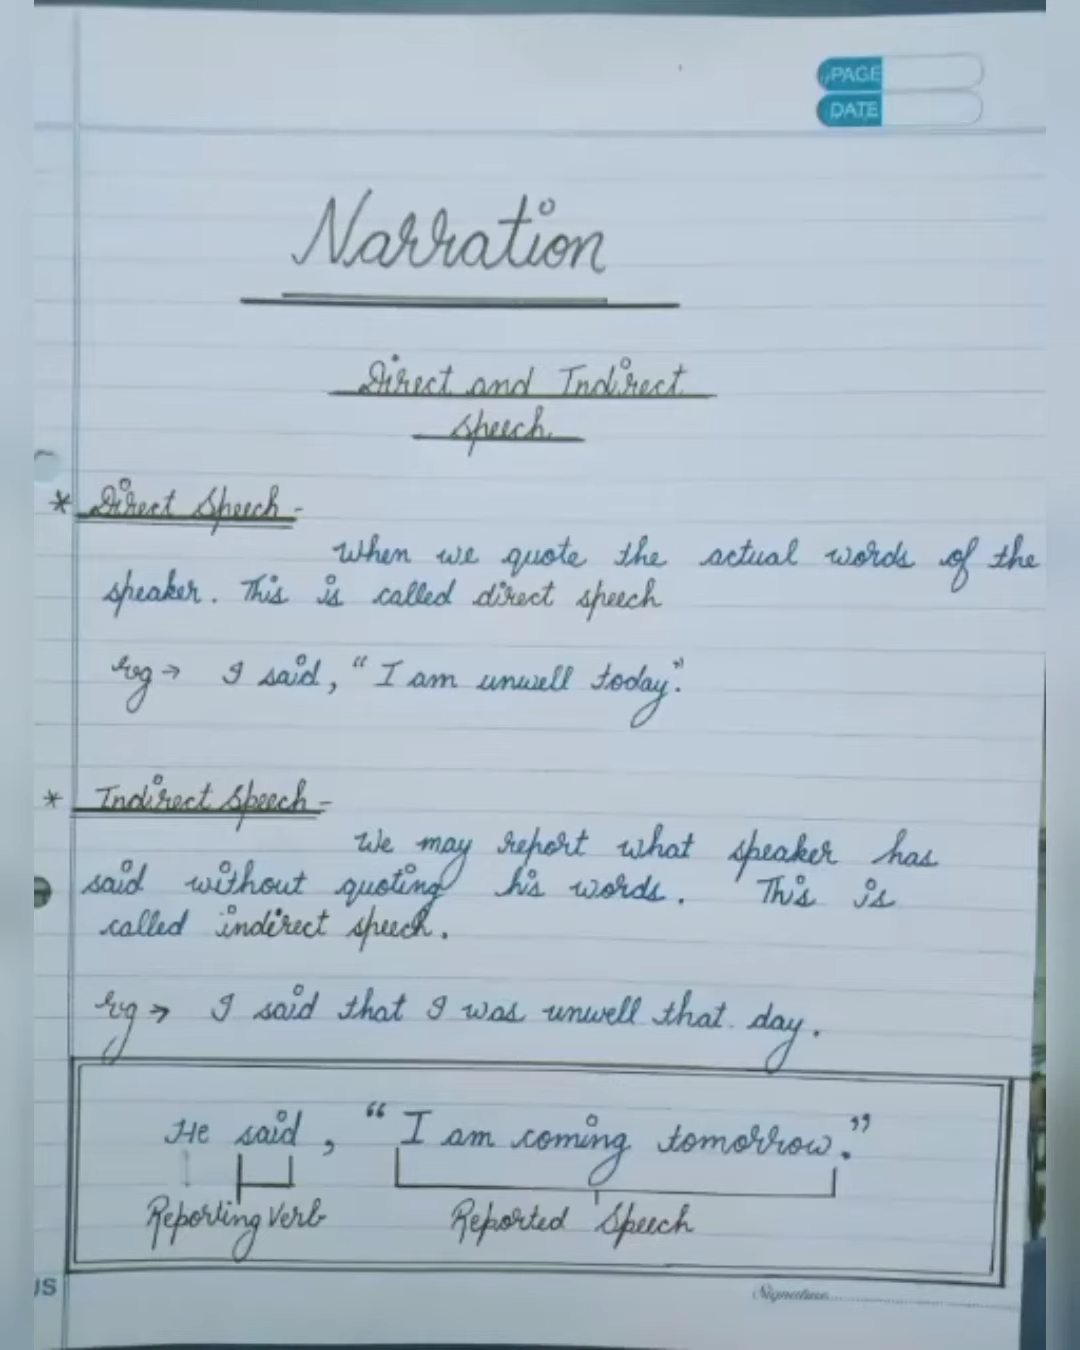 PAGE
DATE
Narration
Direct and Indirect
Speech.
* Direct Speech -
When we quote the actual words of the
speaker. This is called direct speech
eg → I said, “I am unwell today”.
* Indirect Speech -
We may report what speaker has
said without quoting his words. This is
called indirect speech.
eg → I said that I was unwell that day.
He said, “I am coming tomorrow.”
Reporting Verb Reported Speech
US
Signature